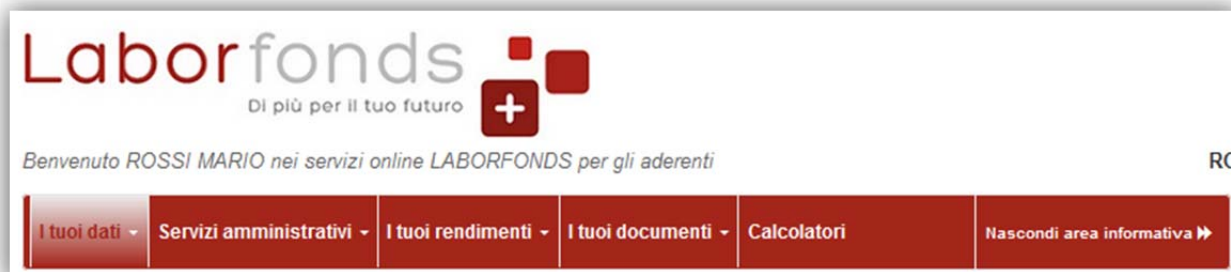 Laborfonds
Di più per il tuo futuro
Benvenuto ROSSI MARIO nei servizi online LABORFONDS per gli aderenti
RO
I tuoi dati Servizi amministrativi I tuoi rendimenti I tuoi documenti Calcolatori Nascondi area informativa